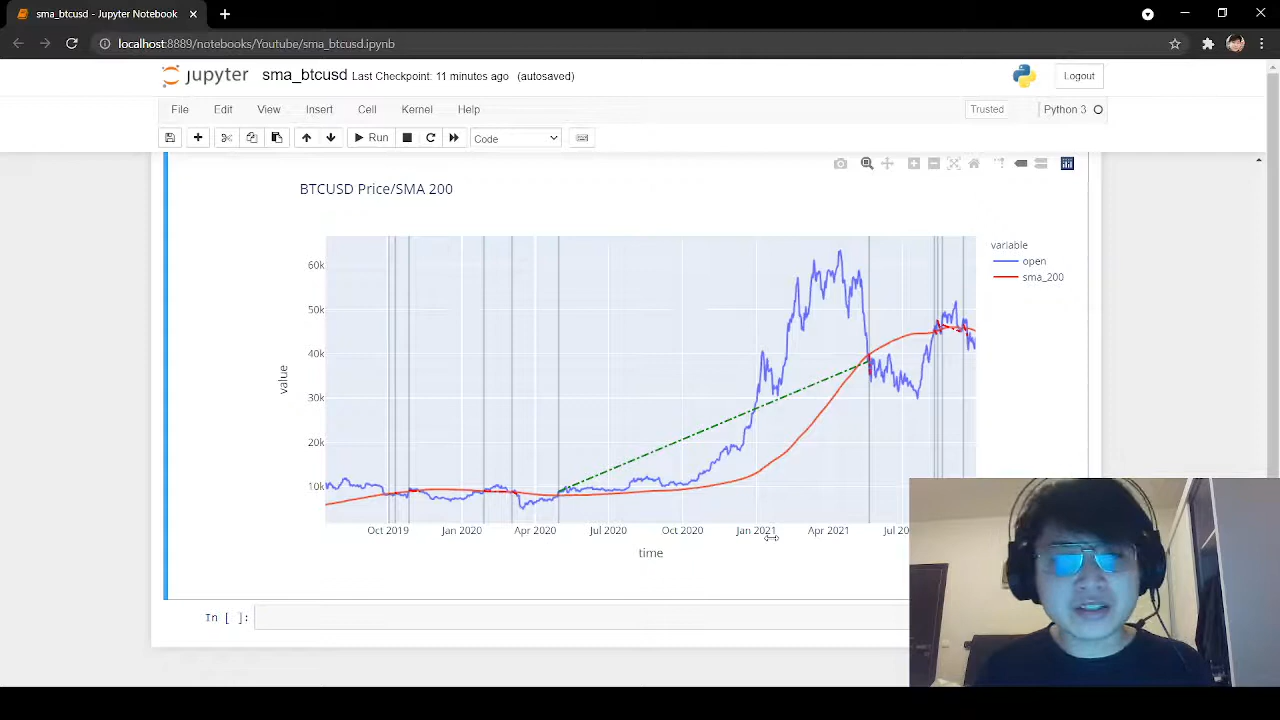 sma_btcusd - Jupyter Notebook
localhost:8889/notebooks/Youtube/sma_btcusd.ipynb
jupyter sma_btcusd Last Checkpoint: 11 minutes ago (autosaved)
Logout
File Edit View Insert Cell Kernel Help
Trusted
Python 3
Run
Code
BTCUSD Price/SMA 200
variable
open
sma_200
60k
50k
40k
30k
20k
10k
value
Oct 2019 Jan 2020 Apr 2020 Jul 2020 Oct 2020 Jan 2021 Apr 2021 Jul 20
time
In [ ]: